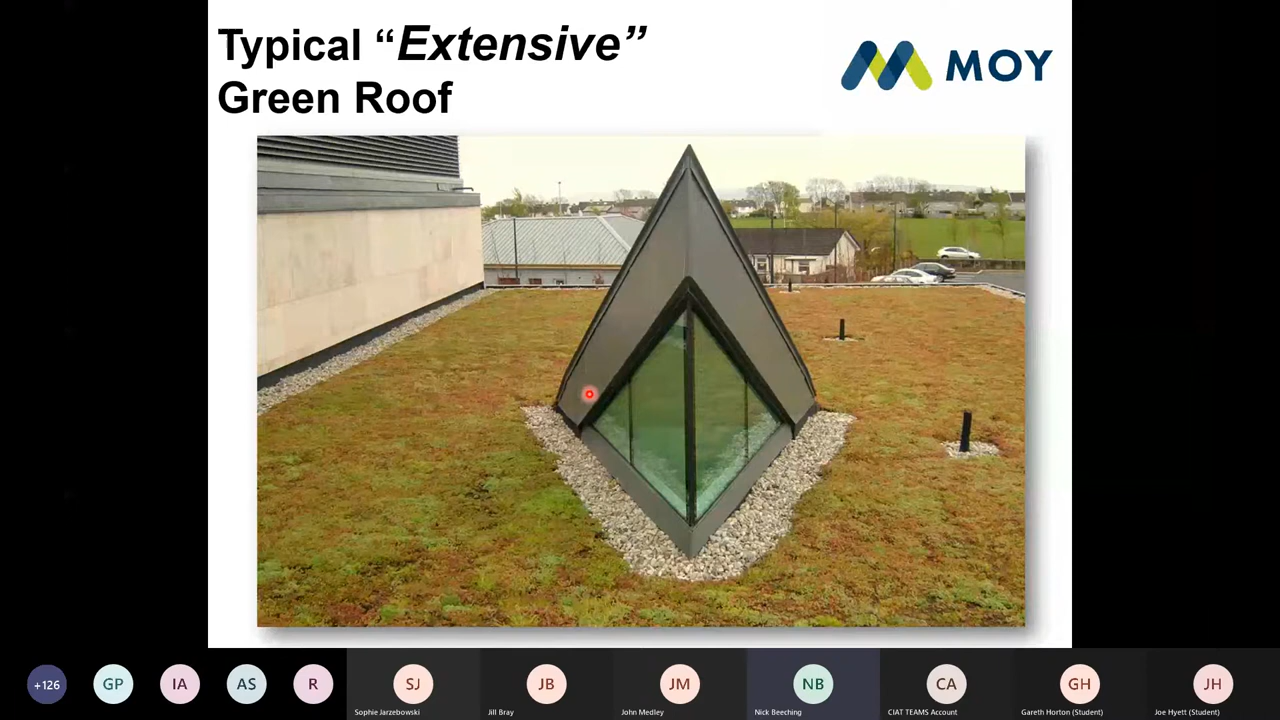 Typical “Extensive”
Green Roof
MOY
+126
GP
IA
AS
R
SJ
JB
JM
NB
CA
GH
JH
Sophie Jarzebowski
Jill Bray
John Medley
Nick Beeching
CIAT TEAMS Account
Gareth Horton (Student)
Joe Hyett (Student)